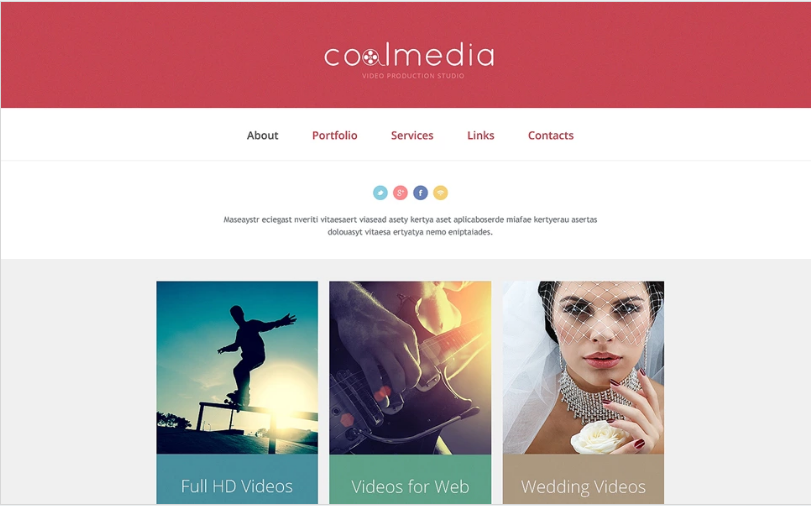 coolmedia
VIDEO PRODUCTION STUDIO
About Portfolio Services Links Contacts
Maseaystr eciegast nveriti vitaesaert viasead asety kertya aset aplicaboserde miafae kertyerau asertas
dolouasyt vitaesa ertyatya nemo eniptaiades.
Full HD Videos Videos for Web Wedding Videos